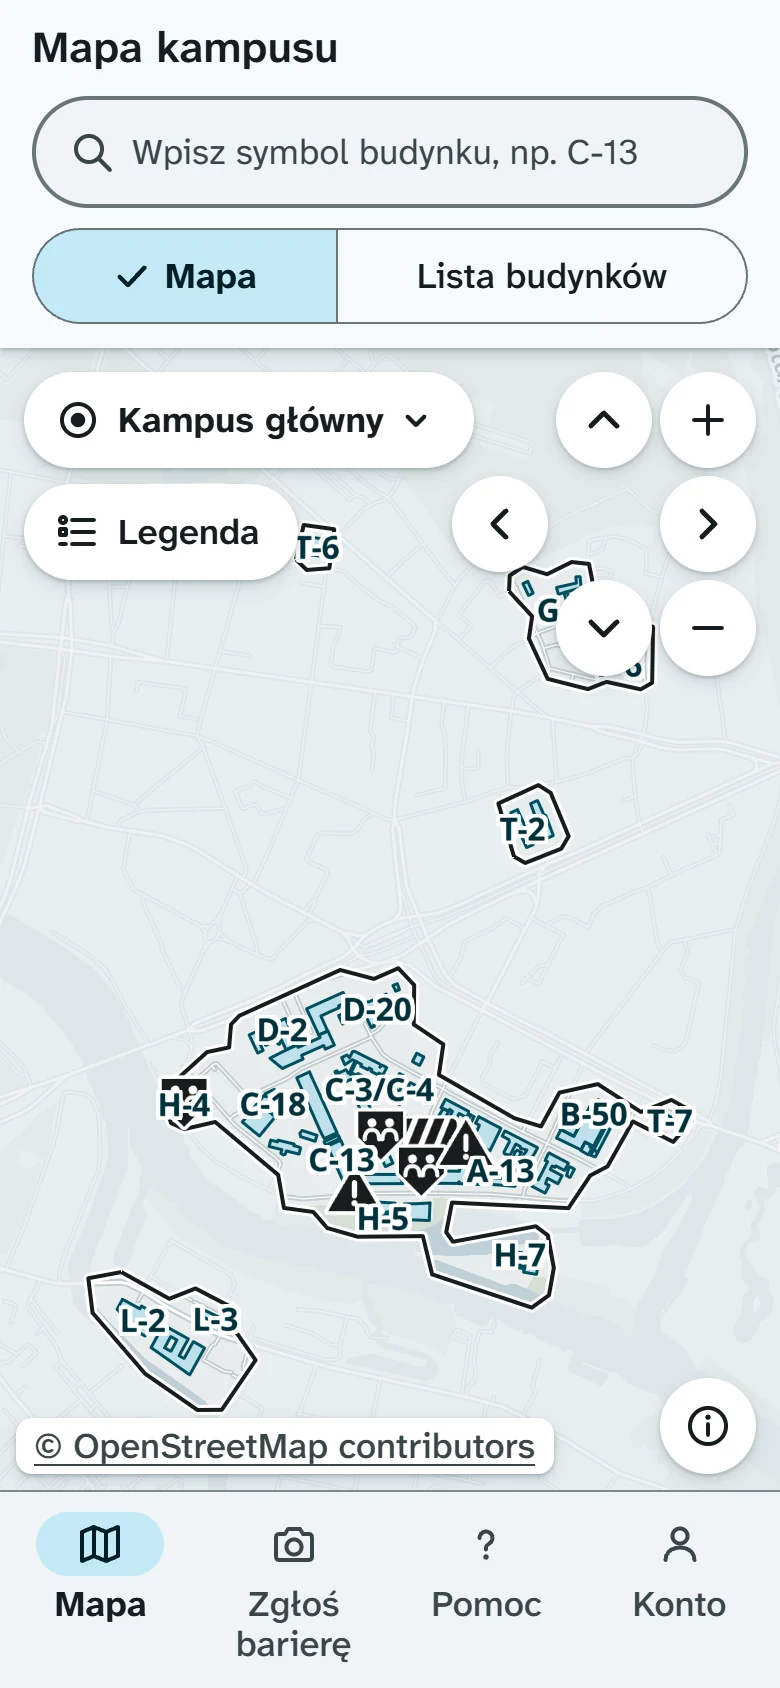 Mapa kampusu
Wpisz symbol budynku, np. C-13
Mapa
Lista budynków
Kampus główny
Legenda
T-6
G
6
T-2
D-20
D-2
C-3/C-4
H-4
C-18
B-50
T-7
C-13
A-13
H-5
H-7
L-2
L-3
© OpenStreetMap contributors
Mapa
Zgłoś
barierę
Pomoc
Konto